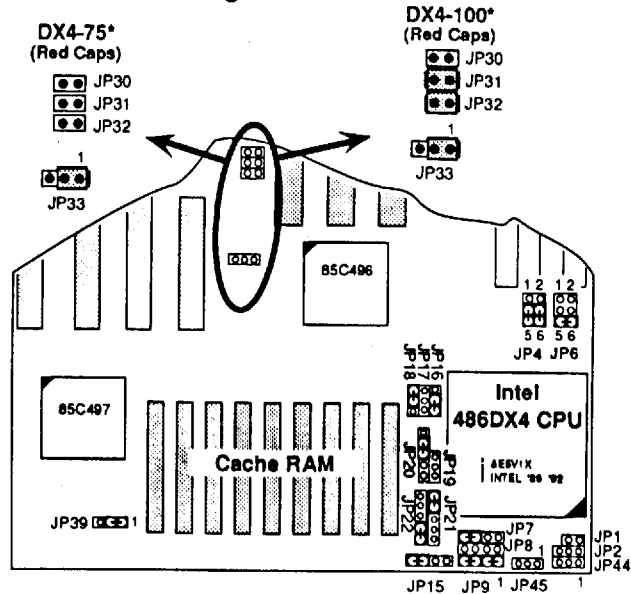 DX4-75*
(Red Caps)
JP30
JP31
JP32
1
JP33
DX4-100*
(Red Caps)
JP30
JP31
JP32
1
JP33
85C496
1 2
5 6
JP4
1 2
5 6
JP6
85C497
Cache RAM
JP18
JP17
JP16
Intel
486DX4 CPU
INTEL '89 '92
JP20
JP19
JP22
JP21
JP39
1
JP7
JP8
JP1
JP2
JP44
JP15
JP9
1
JP45
1
1